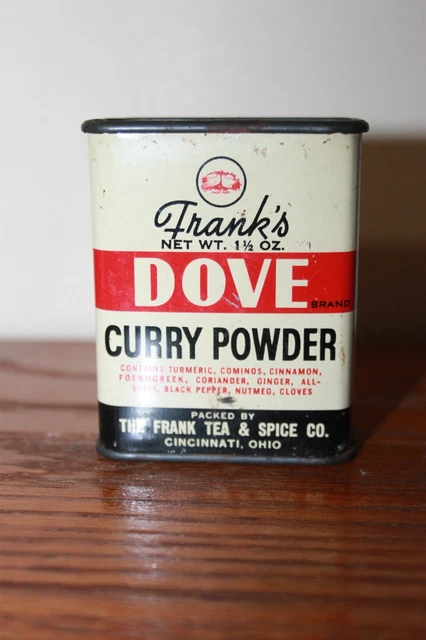 Frank's
NET WT. 1½ OZ.
DOVE BRAND
CURRY POWDER
CONTAINS TURMERIC, COMINOS, CINNAMON,
FOENUGREEK, CORIANDER, GINGER, ALL-
SPICE, BLACK PEPPER, NUTMEG, CLOVES
PACKED BY
THE FRANK TEA & SPICE CO.
CINCINNATI, OHIO